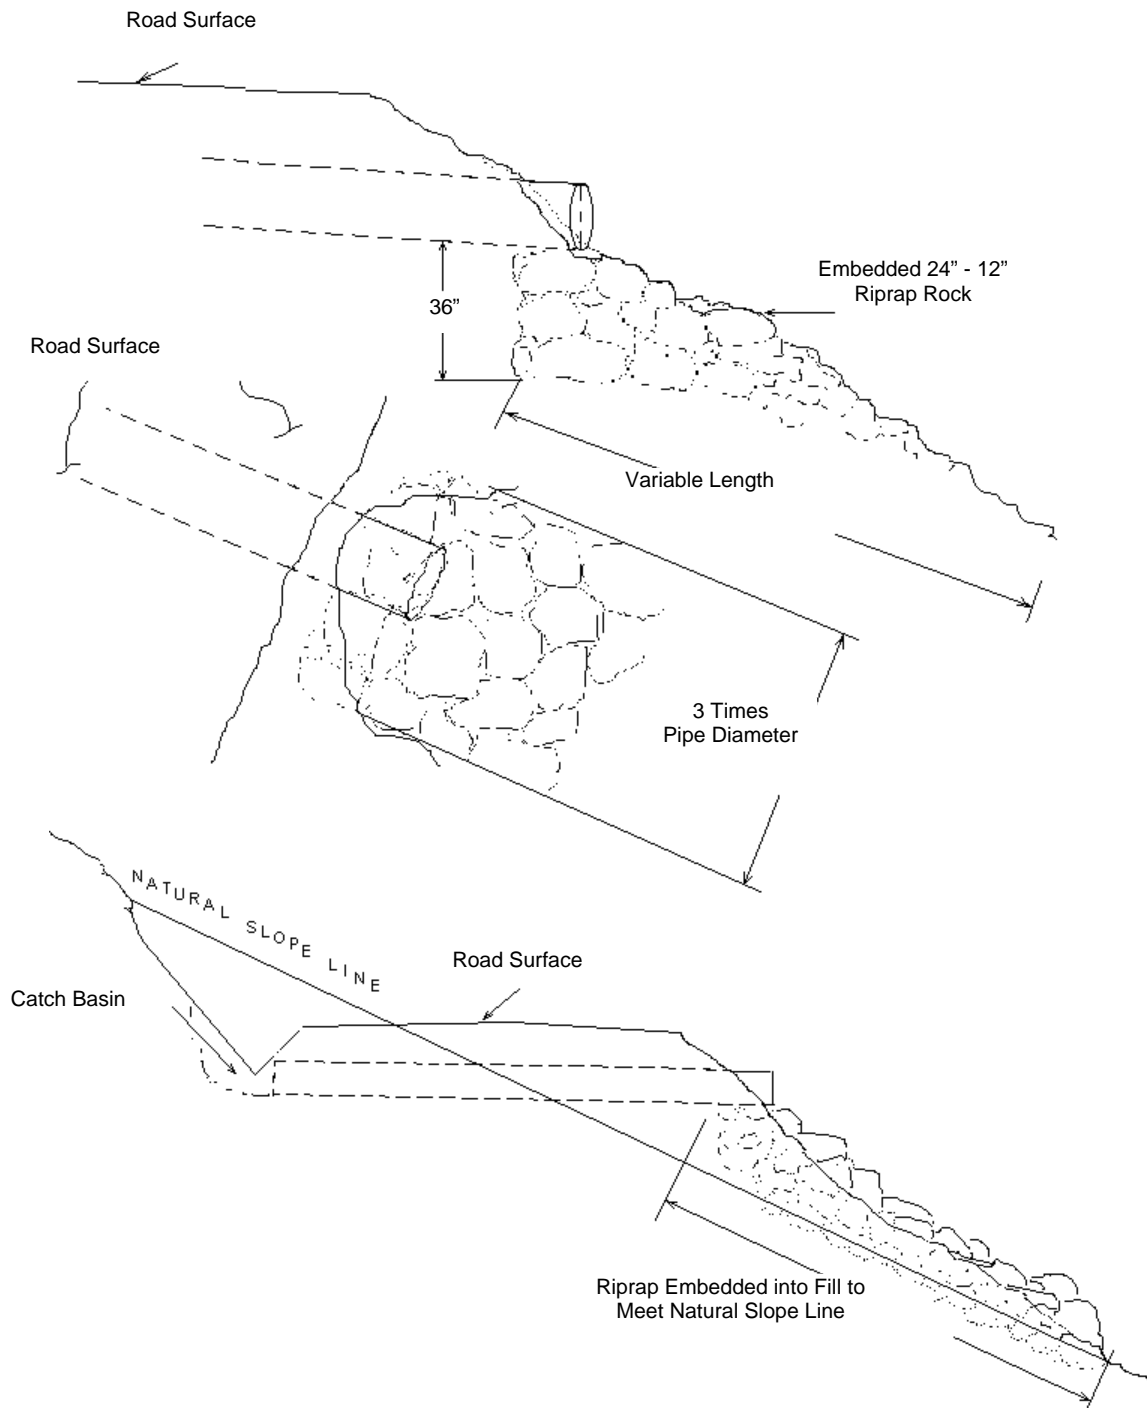 Road Surface
Embedded 24” - 12”
Riprap Rock
36”
Road Surface
Variable Length
3 Times
Pipe Diameter
NATURAL SLOPE LINE
Road Surface
Catch Basin
Riprap Embedded into Fill to
Meet Natural Slope Line